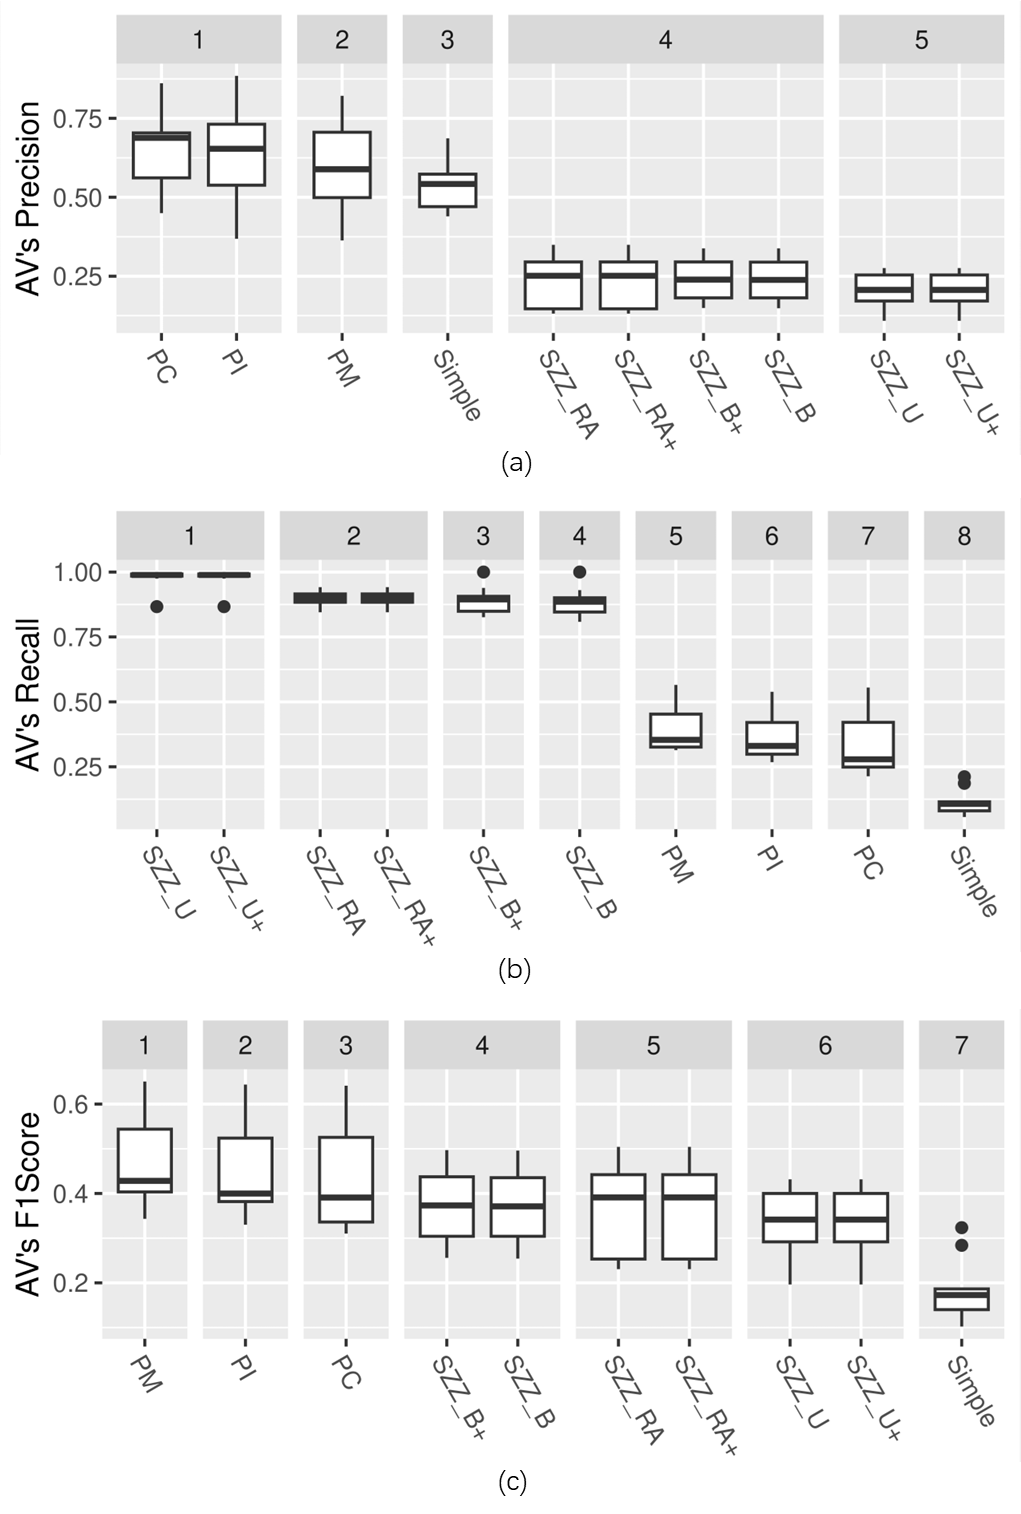 1 2 3 4 5
AV's Precision
0.75
0.50
0.25
PC PI PM Simple SZZ_RA SZZ_RA+ SZZ_B+ SZZ_B SZZ_U SZZ_U+
(a)
1 2 3 4 5 6 7 8
AV's Recall
1.00
0.75
0.50
0.25
SZZ_U SZZ_U+ SZZ_RA SZZ_RA+ SZZ_B+ SZZ_B PM PI PC Simple
(b)
1 2 3 4 5 6 7
AV's F1Score
0.6
0.4
0.2
PM PI PC SZZ_B+ SZZ_B SZZ_RA SZZ_RA+ SZZ_U SZZ_U+ Simple
(c)